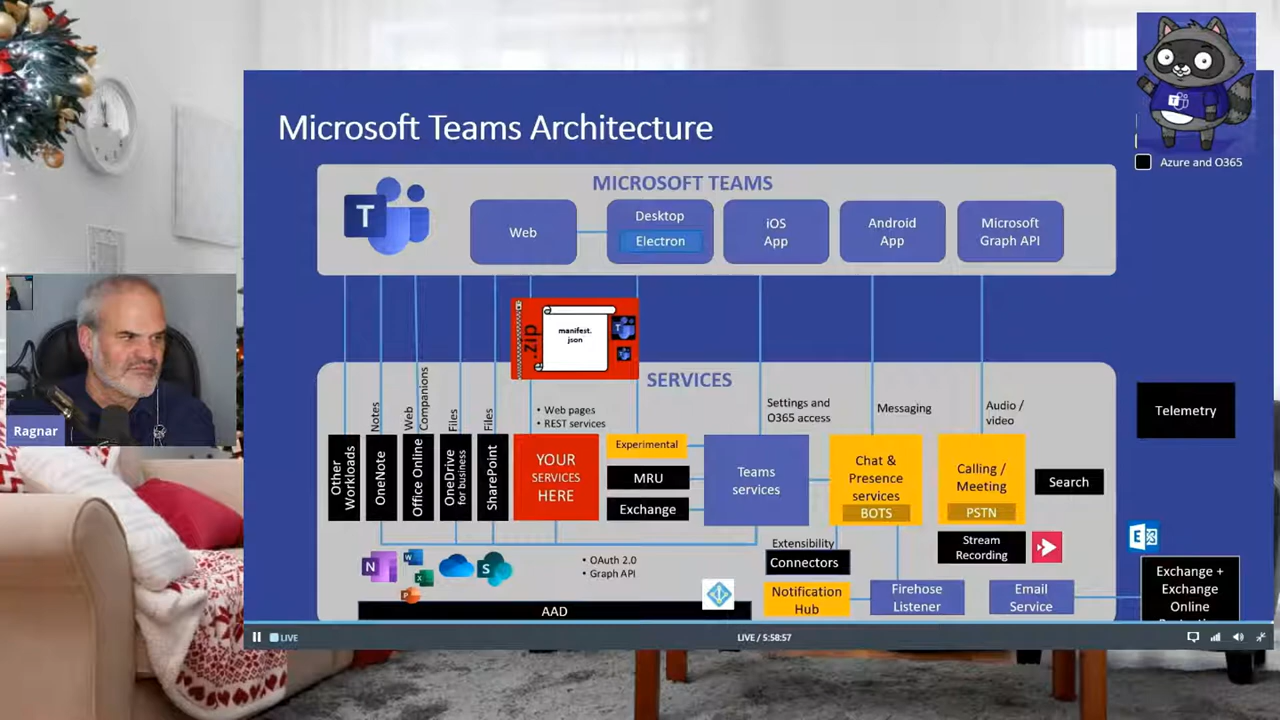 Microsoft Teams Architecture
Azure and O365
MICROSOFT TEAMS
T
Web
Desktop
Electron
iOS
App
Android
App
Microsoft
Graph API
.zip
manifest.
json
T
SERVICES
Notes
Web
Companions
Files
Files
• Web pages
• REST services
Settings and
O365 access
Messaging
Audio /
video
Telemetry
Other
Workloads
OneNote
Office Online
OneDrive
for business
SharePoint
YOUR
SERVICES
HERE
Experimental
MRU
Exchange
Teams
services
Chat &
Presence
services
BOTS
Calling /
Meeting
PSTN
Search
Stream
Recording
Extensibility
Connectors
• OAuth 2.0
• Graph API
N
W
X
P
S
E
AAD
Notification
Hub
Firehose
Listener
Email
Service
Exchange +
Exchange
Online
Ragnar
LIVE
LIVE / 5:58:57